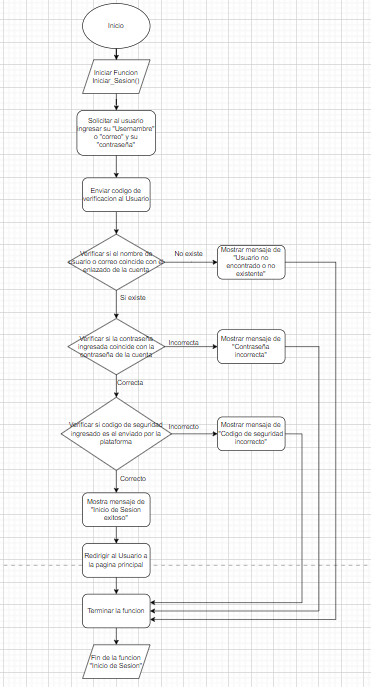 Inicio
Iniciar Funcion
Iniciar_Sesion()
Solicitar al usuario
ingresar su "Usernambre"
o "correo" y su
"contraseña"
Enviar codigo de
verificacion al Usuario
Verificar si el nombre de
usuario o correo coincide con el
enlazado de la cuenta
No existe
Mostrar mensaje de
"Usuario no
encontrado o no
existente"
Si existe
Verificar si la contraseña
ingresada coincide con la
contraseña de la cuenta
Incorrecta
Mostrar mensaje de
"Contraseña
incorrecta"
Correcta
Verificar si codigo de seguridad
ingresado es el enviado por la
plataforma
Incorrecto
Mostrar mensaje de
"Codigo de seguridad
incorrecto"
Correcto
Mostra mensaje de
"Inicio de Sesion
exitoso"
Redirigir al Usuario a
la pagina principal
Terminar la funcion
Fin de la funcion
"Inicio de Sesion"